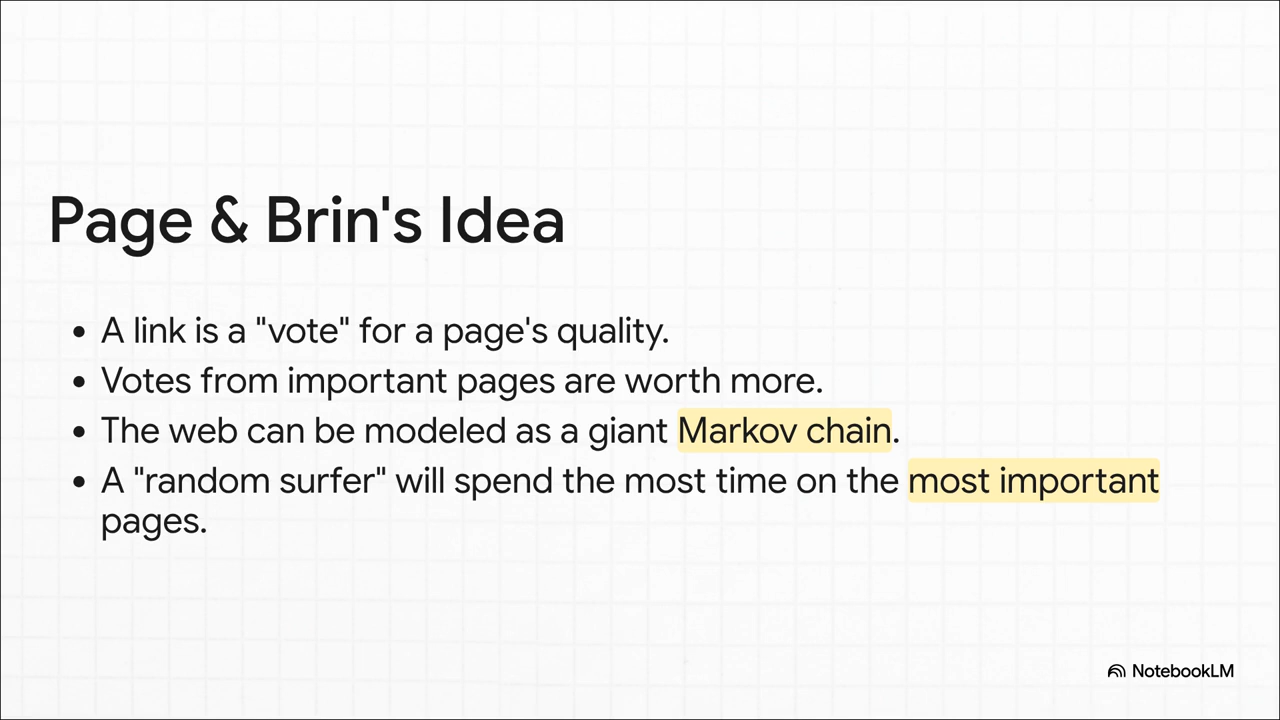 Page & Brin's Idea
• A link is a "vote" for a page's quality.
• Votes from important pages are worth more.
• The web can be modeled as a giant Markov chain.
• A "random surfer" will spend the most time on the most important
pages.
NotebookLM